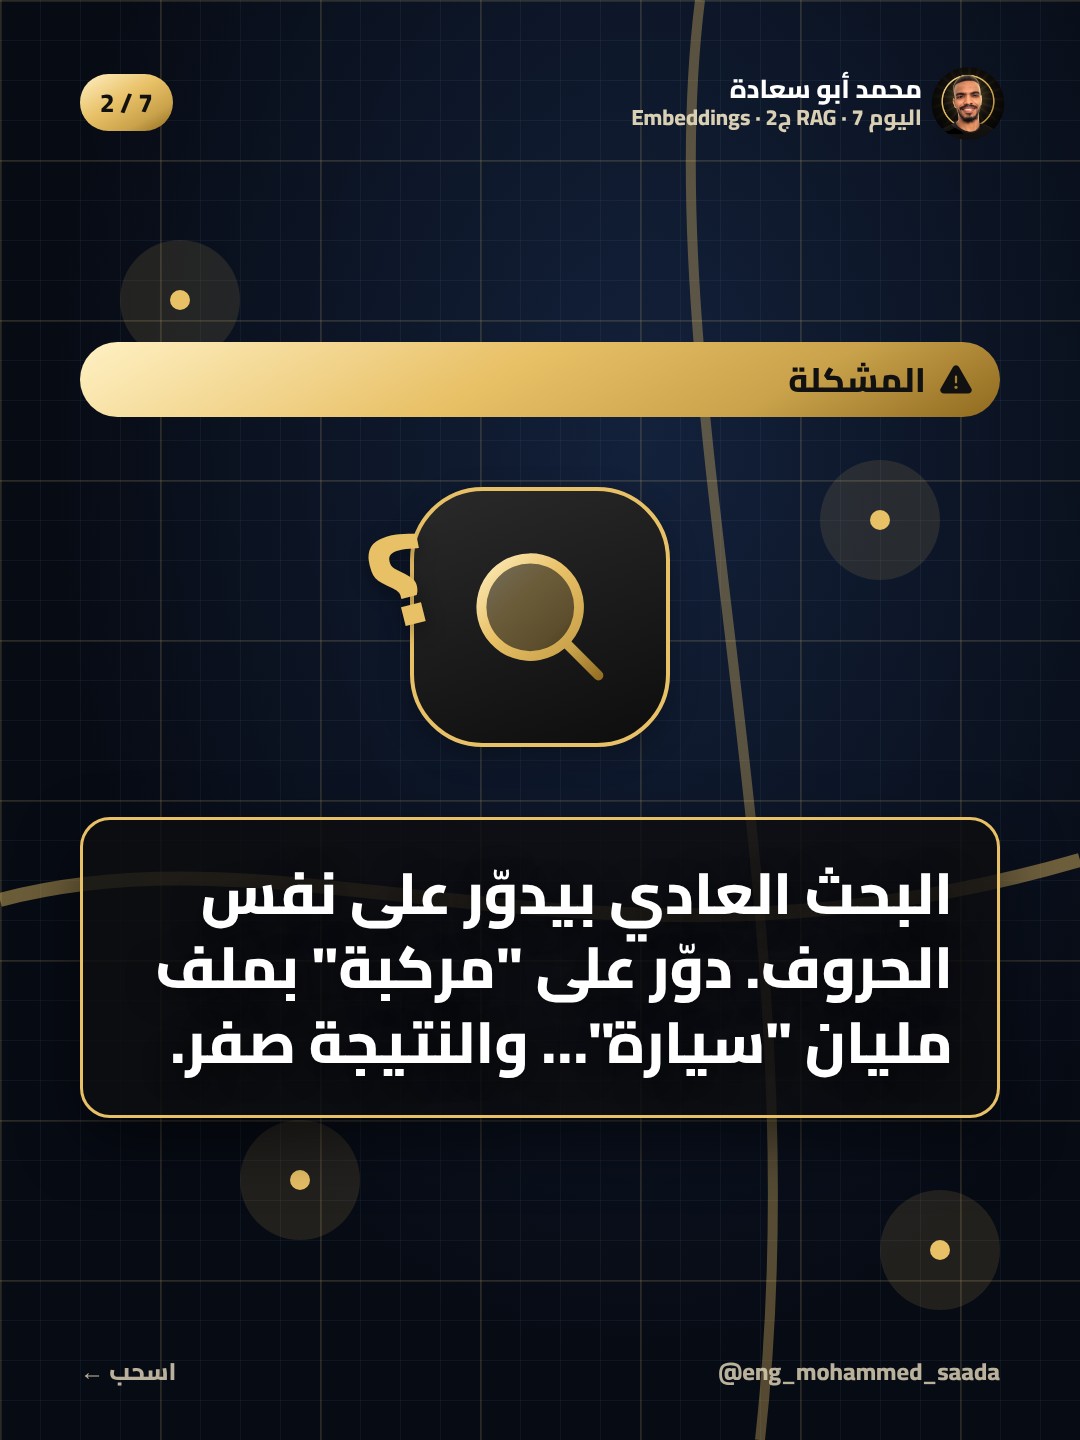 محمد أبو سعادة
اليوم 7 · RAG ج2 · Embeddings
2 / 7
المشكلة
؟
البحث العادي بيدوّر على نفس
الحروف. دوّر على "مركبة" بملف
مليان "سيارة"... والنتيجة صفر.
@eng_mohammed_saada
اسحب ←